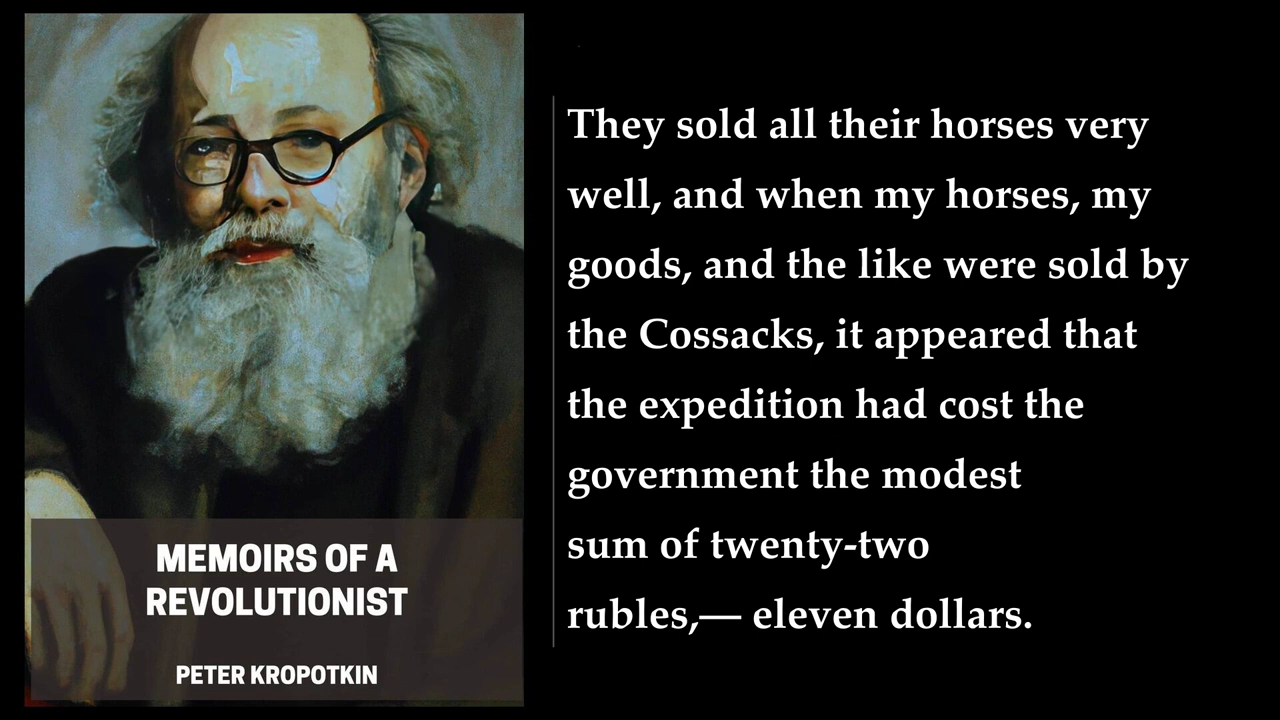 MEMOIRS OF A
REVOLUTIONIST
PETER KROPOTKIN
They sold all their horses very
well, and when my horses, my
goods, and the like were sold by
the Cossacks, it appeared that
the expedition had cost the
government the modest
sum of twenty-two
rubles,— eleven dollars.